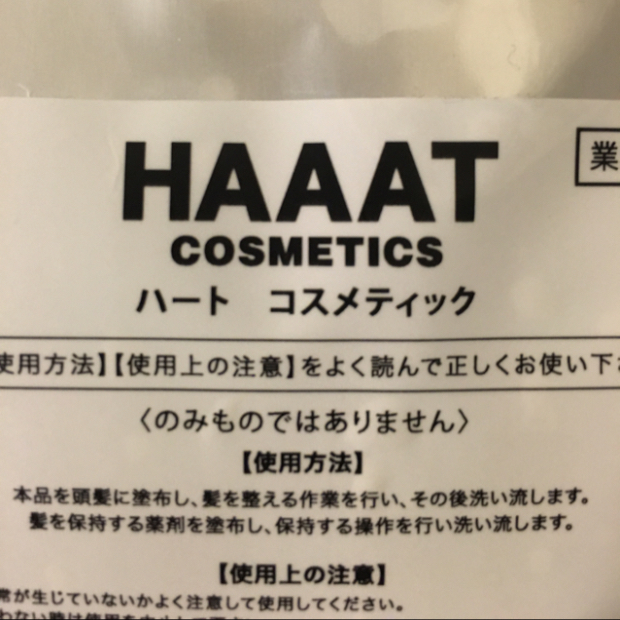 HAAAT
業
COSMETICS
ハート コスメティック
使用方法】【使用上の注意】をよく読んで正しくお使い下
〈のみものではありません〉
【使用方法】
本品を頭髪に塗布し、髪を整える作業を行い、その後洗い流します。
髪を保持する薬剤を塗布し、保持する操作を行い洗い流します。
【使用上の注意】
常が生じていないかよく注意して使用してください。